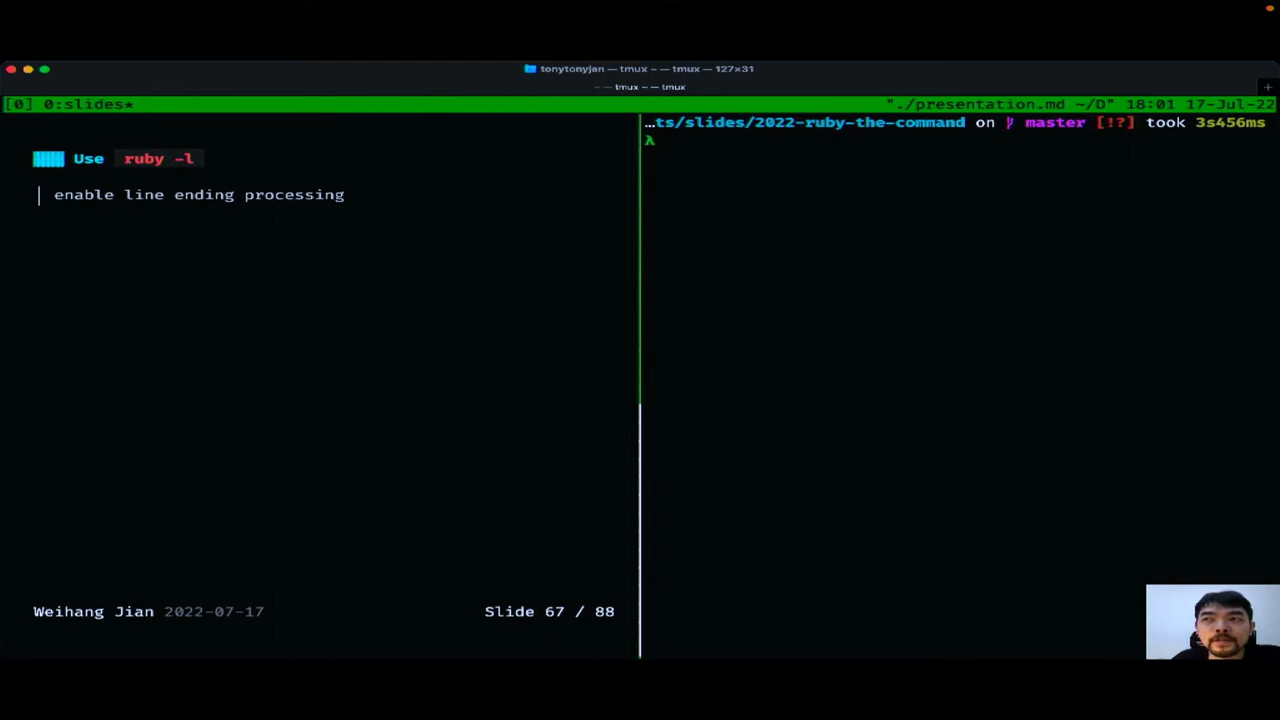 tonytonyjan — tmux ~ — tmux — 127×31
~ — tmux ~ — tmux
[0] 0:slides* "./presentation.md ~/D" 18:01 17-Jul-22
Use ruby -l
enable line ending processing
Weihang Jian 2022-07-17 Slide 67 / 88
…ts/slides/2022-ruby-the-command on master [!?] took 3s456ms
λ